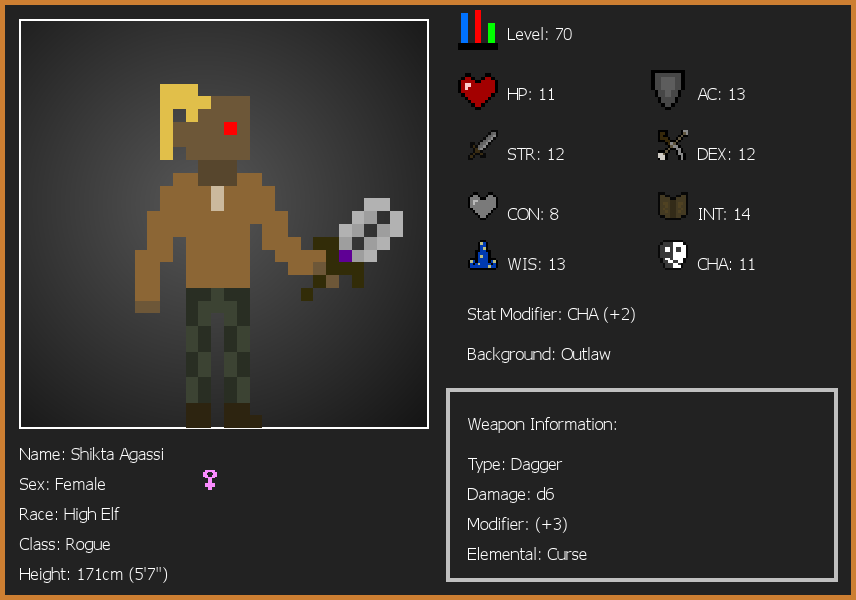 Level: 70
HP: 11
AC: 13
STR: 12
DEX: 12
CON: 8
INT: 14
WIS: 13
CHA: 11
Stat Modifier: CHA (+2)
Background: Outlaw
Weapon Information:
Type: Dagger
Damage: d6
Modifier: (+3)
Elemental: Curse
Name: Shikta Agassi
Sex: Female
Race: High Elf
Class: Rogue
Height: 171cm (5'7")